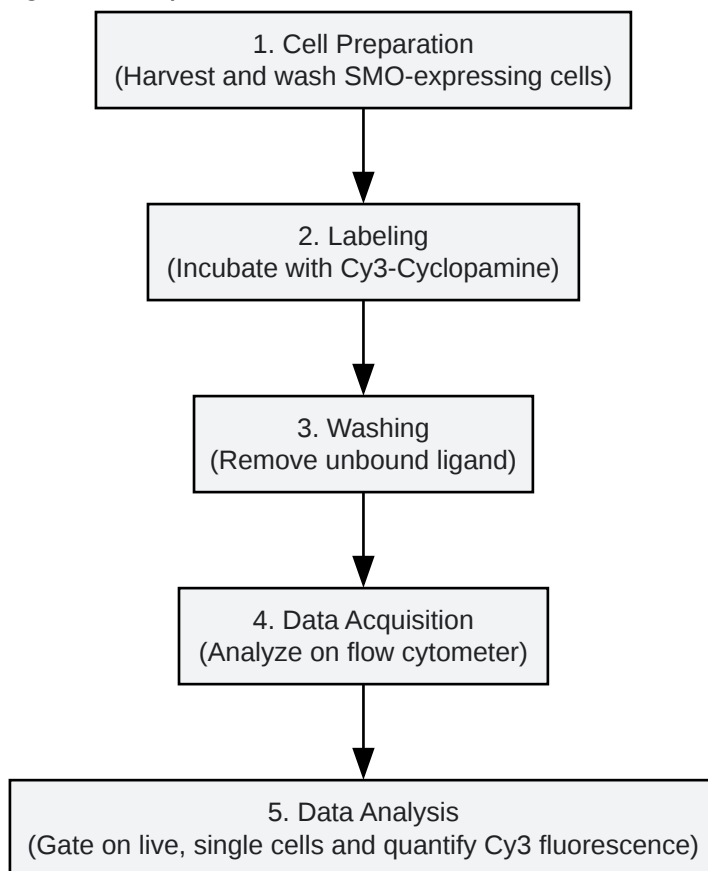 1. Cell Preparation
(Harvest and wash SMO-expressing cells)
2. Labeling
(Incubate with Cy3-Cyclopamine)
3. Washing
(Remove unbound ligand)
4. Data Acquisition
(Analyze on flow cytometer)
5. Data Analysis
(Gate on live, single cells and quantify Cy3 fluorescence)